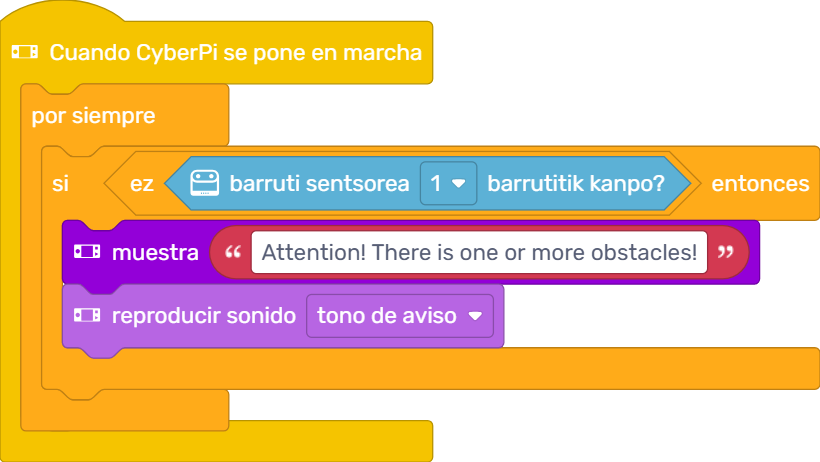 Cuando CyberPi se pone en marcha
por siempre
si ez barruti sentsorea 1 barrutitik kanpo? entonces
muestra “ Attention! There is one or more obstacles! ”
reproducir sonido tono de aviso